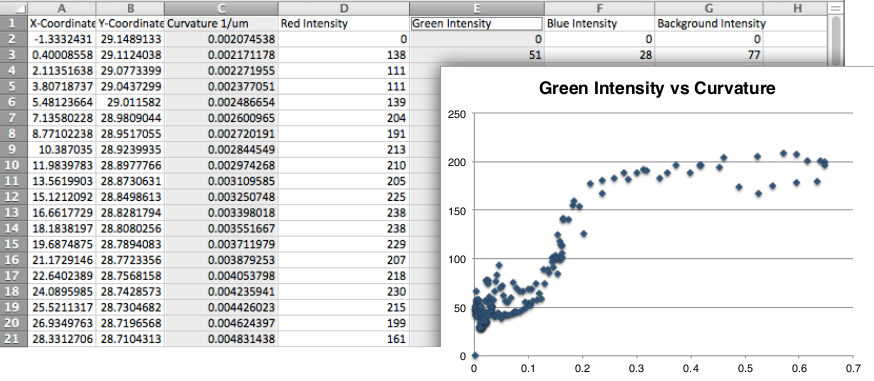 A B C D E F G H
1 X-Coordinate Y-Coordinate Curvature 1/um Red Intensity Green Intensity Blue Intensity Background Intensity
2 -1.3332431 29.1489133 0.002074538 0 0 0 0
3 0.40008558 29.1124038 0.002171178 138 51 28 77
4 2.11351638 29.0773399 0.002271955 111
5 3.80718737 29.0437299 0.002377051 111
6 5.48123664 29.011582 0.002486654 139
7 7.13580228 28.9809044 0.002600965 204
8 8.77102238 28.9517055 0.002720191 191
9 10.387035 28.9239935 0.002844549 213
10 11.9839783 28.8977766 0.002974268 210
11 13.5619903 28.8730631 0.003109585 205
12 15.1212092 28.8498613 0.003250748 225
13 16.6617729 28.8281794 0.003398018 238
14 18.1838197 28.8080256 0.003551667 238
15 19.6874875 28.7894083 0.003711979 229
16 21.1729146 28.7723356 0.003879253 207
17 22.6402389 28.7568158 0.004053798 218
18 24.0895985 28.7428573 0.004235941 230
19 25.5211317 28.7304682 0.004426023 215
20 26.9349763 28.7196568 0.004624397 199
21 28.3312706 28.7104313 0.004831438 161
Green Intensity vs Curvature
250
200
150
100
50
0
0 0.1 0.2 0.3 0.4 0.5 0.6 0.7